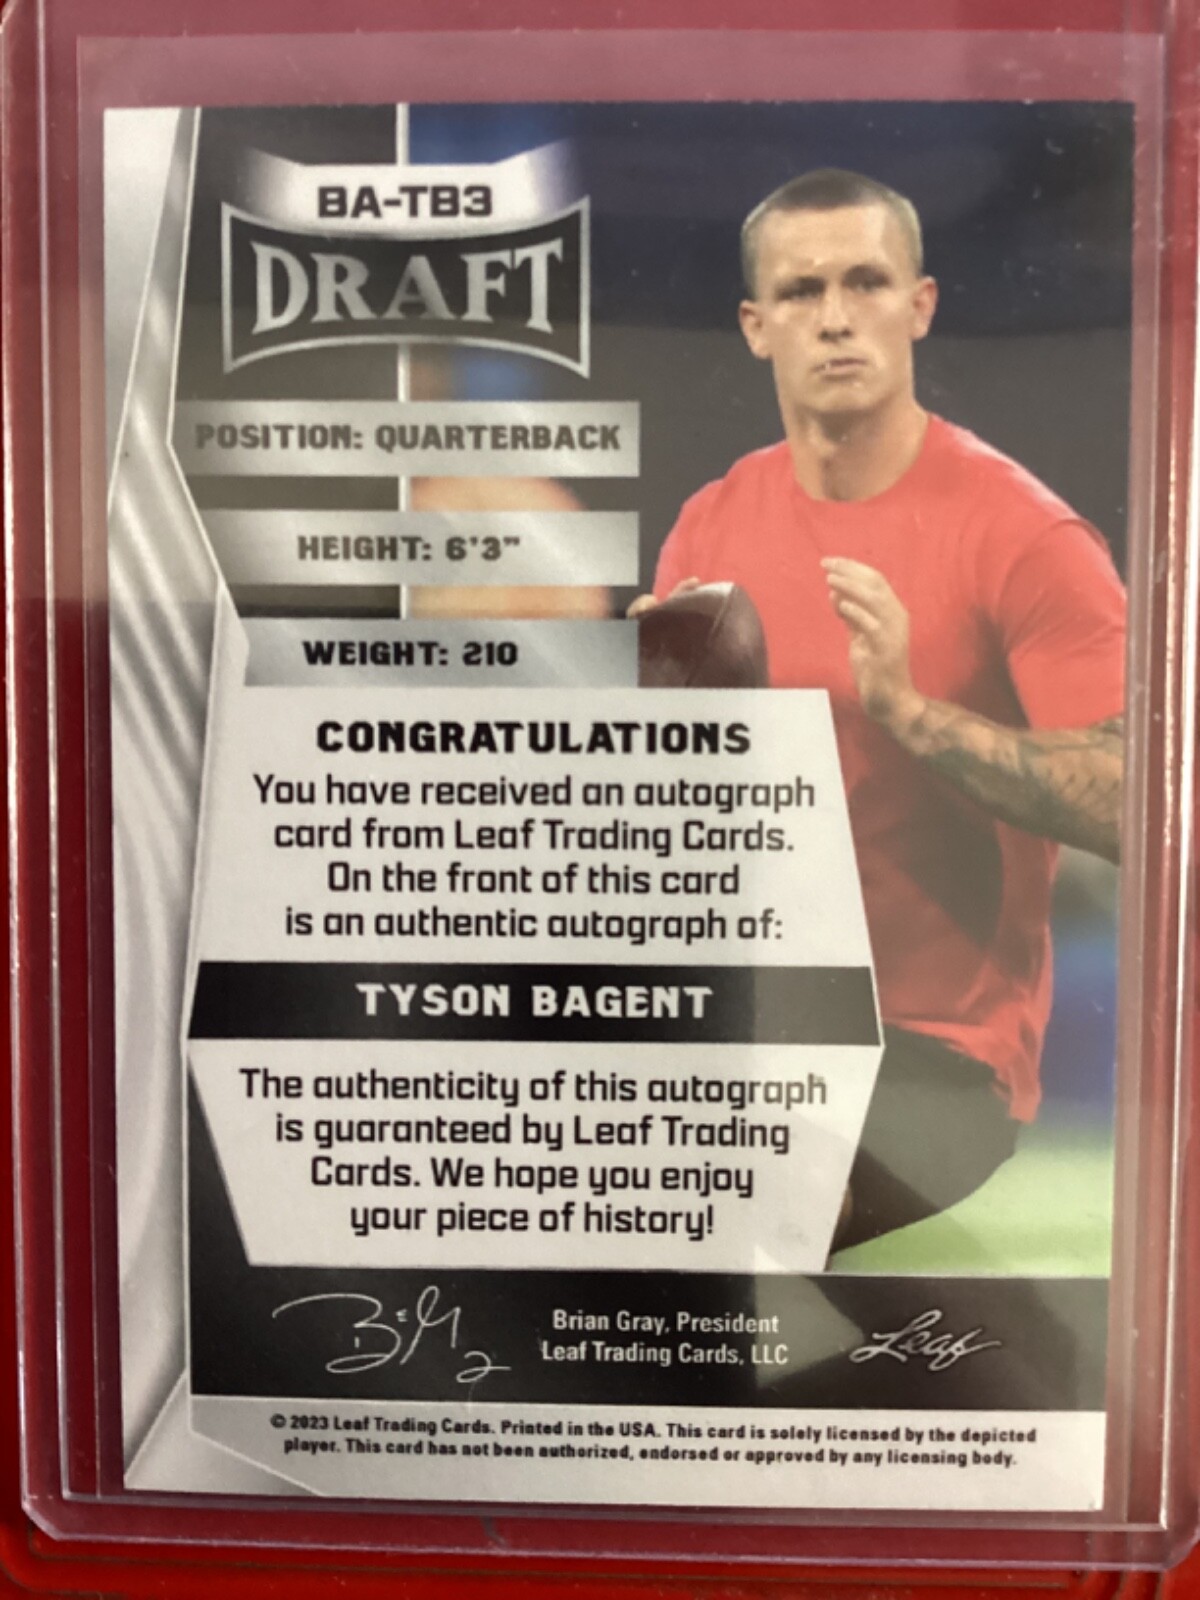 BA-TB3
DRAFT
POSITION: QUARTERBACK
HEIGHT: 6'3"
WEIGHT: 210
CONGRATULATIONS
You have received an autograph
card from Leaf Trading Cards.
On the front of this card
is an authentic autograph of:
TYSON BAGENT
The authenticity of this autograph
is guaranteed by Leaf Trading
Cards. We hope you enjoy
your piece of history!
Brian Gray, President
Leaf Trading Cards, LLC
Leaf
© 2023 Leaf Trading Cards. Printed in the USA. This card is solely licensed by the depicted
player. This card has not been authorized, endorsed or approved by any licensing body.